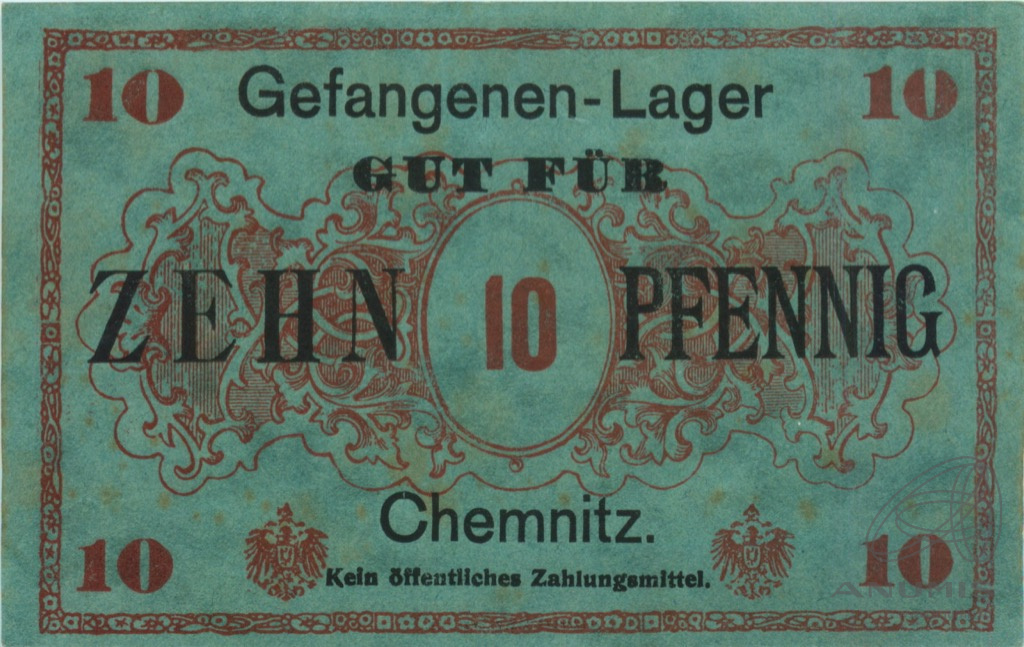 10 Gefangenen-Lager 10
GUT FÜR
ZEHN 10 PFENNIG
Chemnitz.
10 Kein öffentliches Zahlungsmittel. 10